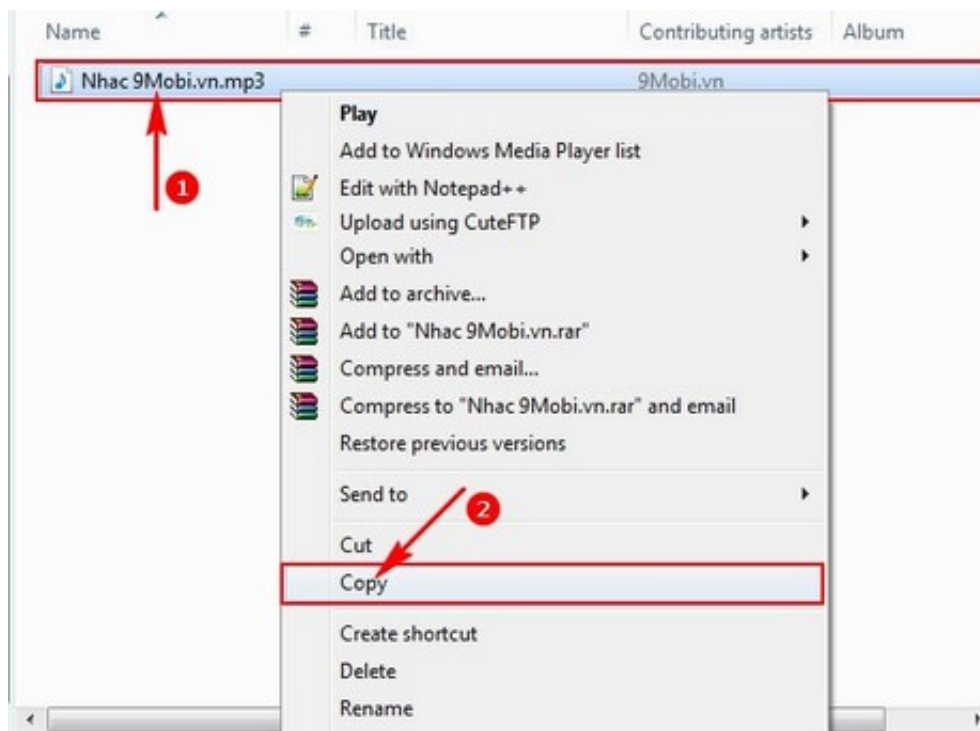 Name # Title Contributing artists Album
Nhac 9Mobi.vn.mp3 9Mobi.vn
Play
Add to Windows Media Player list
1
Edit with Notepad++
Upload using CuteFTP
Open with
Add to archive...
Add to "Nhac 9Mobi.vn.rar"
Compress and email...
Compress to "Nhac 9Mobi.vn.rar" and email
Restore previous versions
Send to
2
Cut
Copy
Create shortcut
Delete
Rename